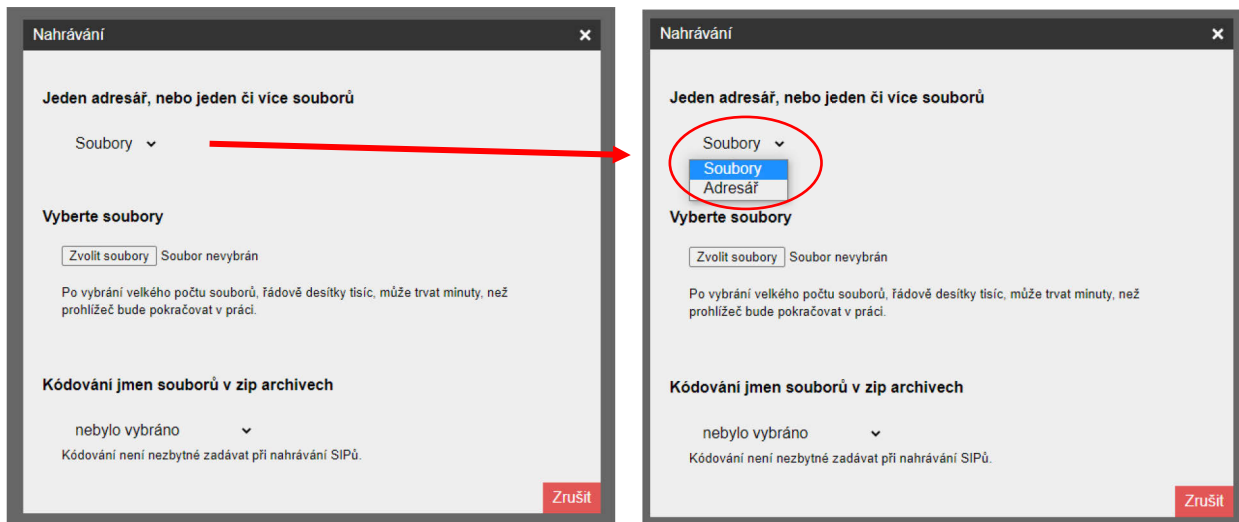 Nahrávání ×
Jeden adresář, nebo jeden či více souborů
Soubory
Vyberte soubory
Zvolit soubory Soubor nevybrán
Po vybrání velkého počtu souborů, řádově desítky tisíc, může trvat minuty, než
prohlížeč bude pokračovat v práci.
Kódování jmen souborů v zip archivech
nebylo vybráno
Kódování není nezbytné zadávat při nahrávání SIPů.
Zrušit
Nahrávání ×
Jeden adresář, nebo jeden či více souborů
Soubory
Soubory
Adresář
Vyberte soubory
Zvolit soubory Soubor nevybrán
Po vybrání velkého počtu souborů, řádově desítky tisíc, může trvat minuty, než
prohlížeč bude pokračovat v práci.
Kódování jmen souborů v zip archivech
nebylo vybráno
Kódování není nezbytné zadávat při nahrávání SIPů.
Zrušit